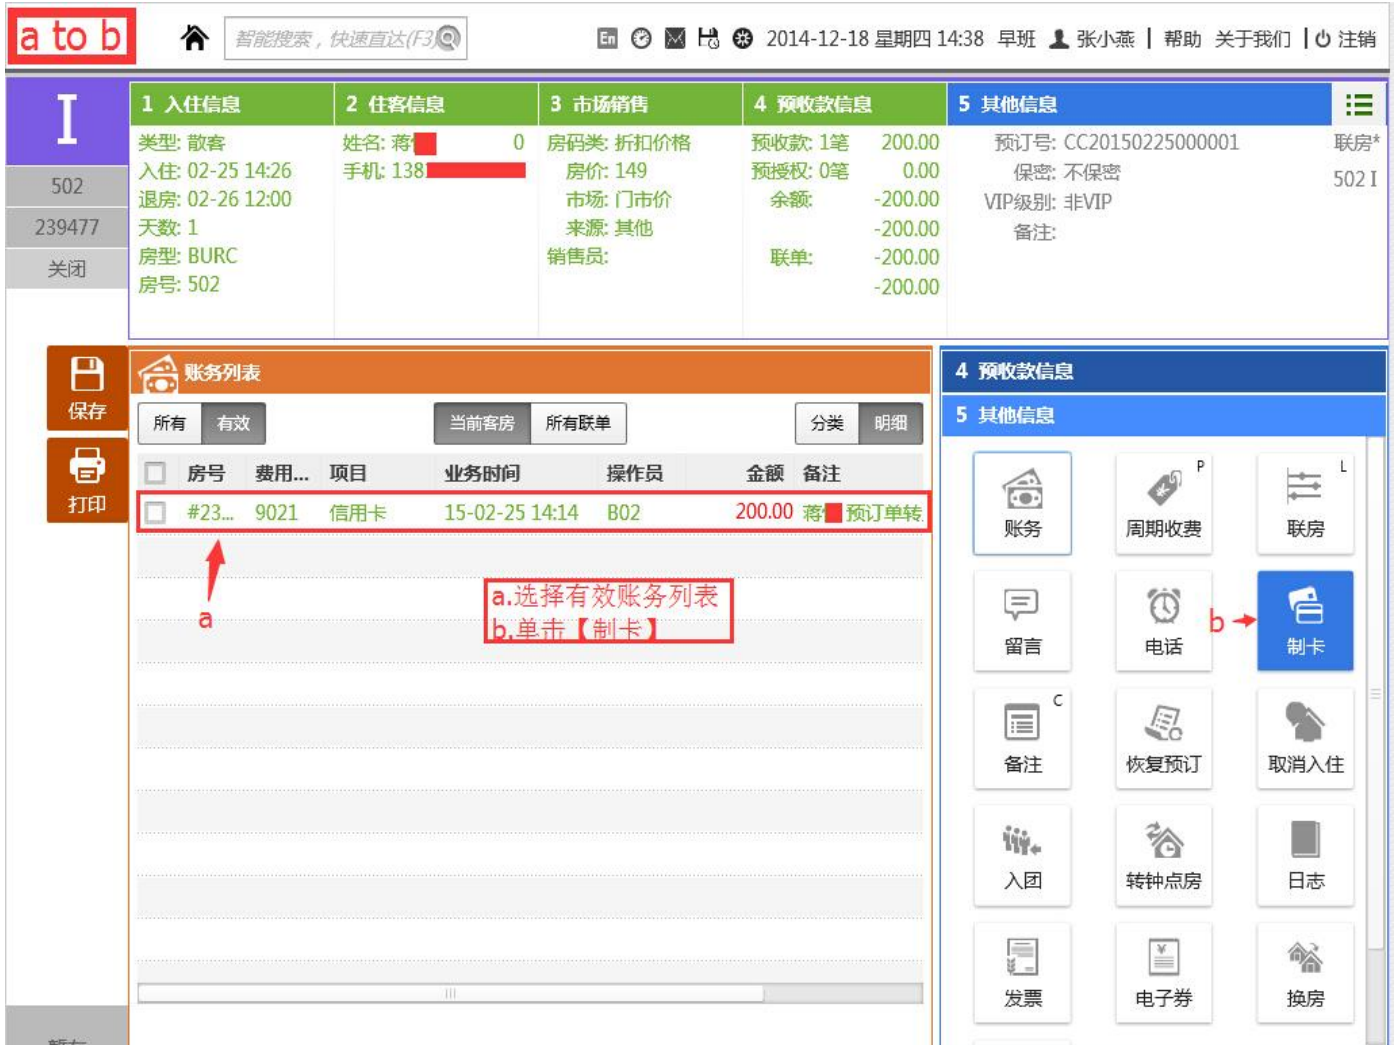 a to b
智能搜索，快速直达(F3)
En
2014-12-18 星期四 14:38 早班 张小燕 | 帮助 关于我们 | 注销
I
502
239477
关闭
1 入住信息
类型: 散客
入住: 02-25 14:26
退房: 02-26 12:00
天数: 1
房型: BURC
房号: 502
2 住客信息
姓名: 蒋 0
手机: 138
3 市场销售
房码类: 折扣价格
房价: 149
市场: 门市价
来源: 其他
销售员:
4 预收款信息
预收款: 1笔 200.00
预授权: 0笔 0.00
余额: -200.00
-200.00
联单: -200.00
-200.00
5 其他信息
预订号: CC20150225000001
保密: 不保密
VIP级别: 非VIP
备注:
联房*
502 I
保存
打印
账务列表
所有 有效 当前客房 所有联单 分类 明细
房号 费用... 项目 业务时间 操作员 金额 备注
#23... 9021 信用卡 15-02-25 14:14 B02 200.00 蒋 预订单转
a
a.选择有效账务列表
b.单击【制卡】
4 预收款信息
5 其他信息
账务 周期收费 P 联房 L
留言 电话 b 制卡
备注 C 恢复预订 取消入住
入团 转钟点房 日志
发票 电子券 换房